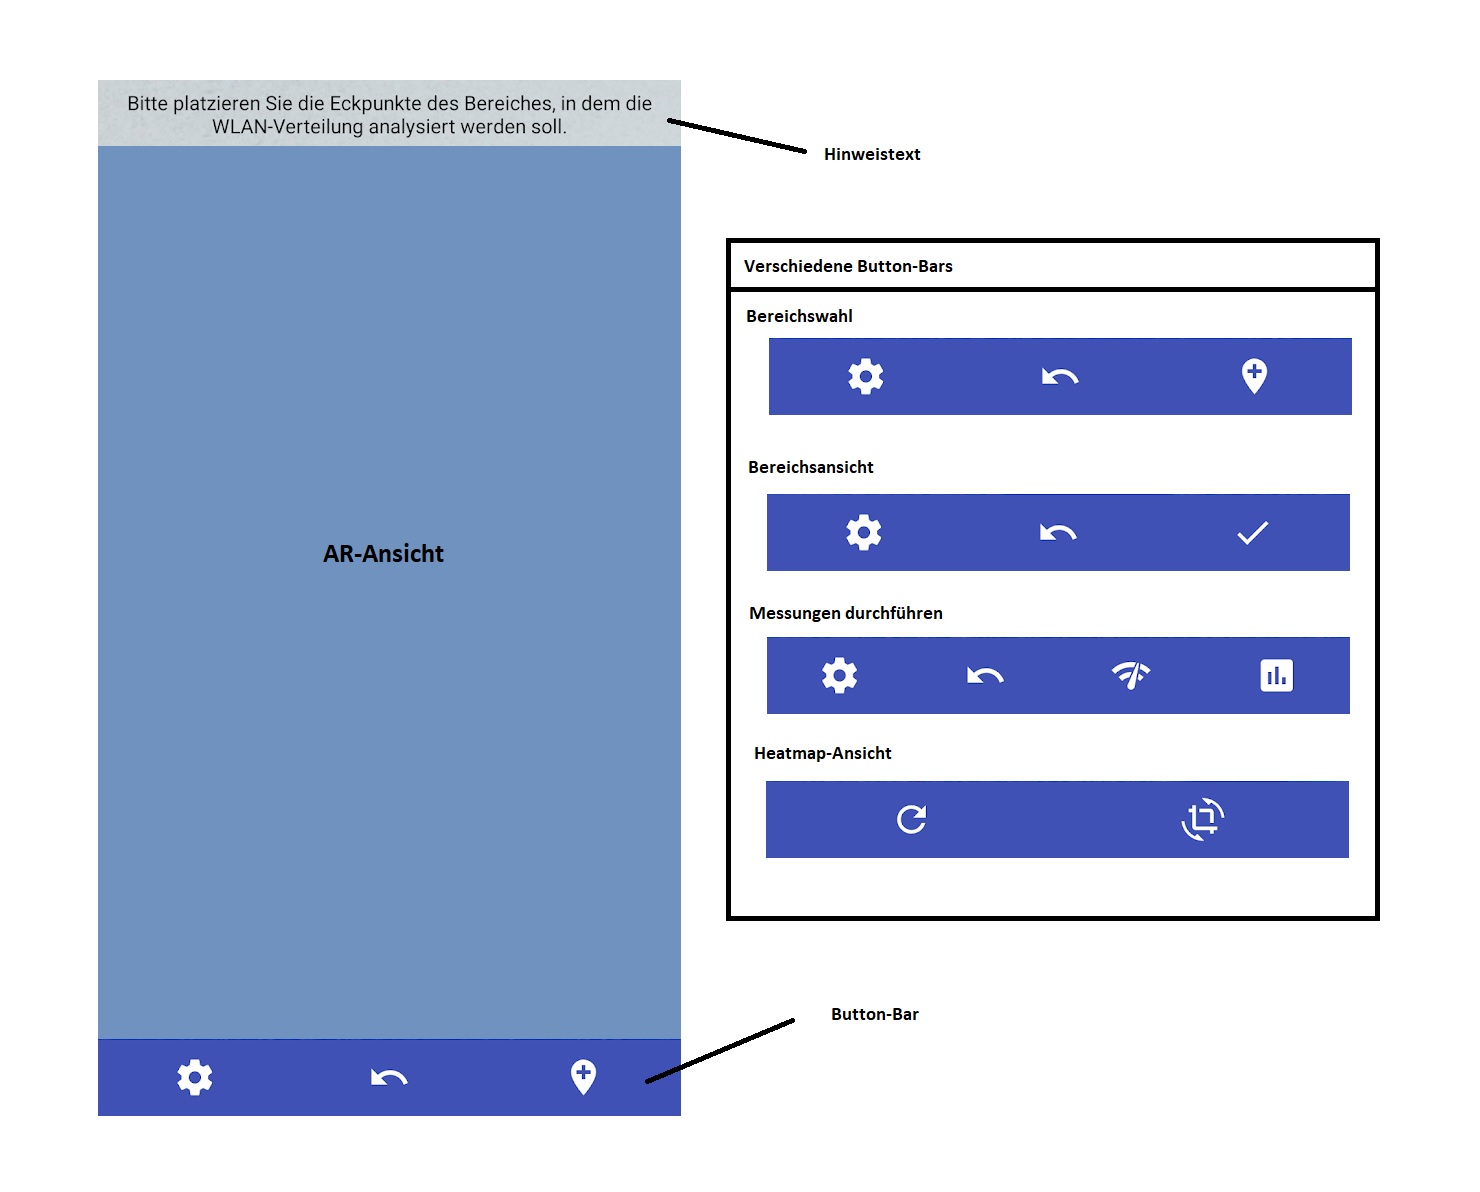 Bitte platzieren Sie die Eckpunkte des Bereiches, in dem die
WLAN-Verteilung analysiert werden soll.
Hinweistext
AR-Ansicht
Verschiedene Button-Bars
Bereichswahl
Bereichsansicht
Messungen durchführen
Heatmap-Ansicht
Button-Bar